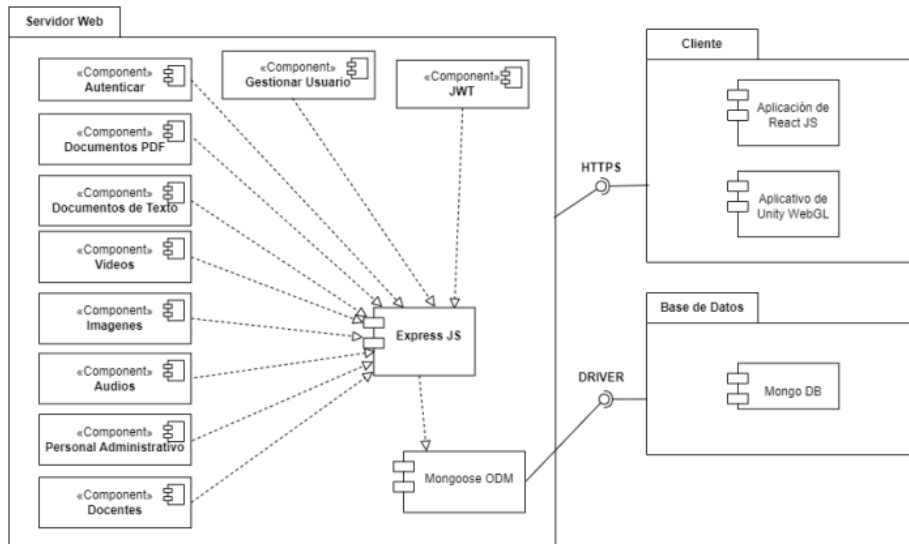 Servidor Web
«Component»
Autenticar
«Component»
Gestionar Usuario
«Component»
JWT
«Component»
Documentos PDF
«Component»
Documentos de Texto
«Component»
Videos
«Component»
Imagenes
«Component»
Audios
«Component»
Personal Administrativo
«Component»
Docentes
Express JS
Mongoose ODM
HTTPS
DRIVER
Cliente
Aplicación de
React JS
Aplicativo de
Unity WebGL
Base de Datos
Mongo DB